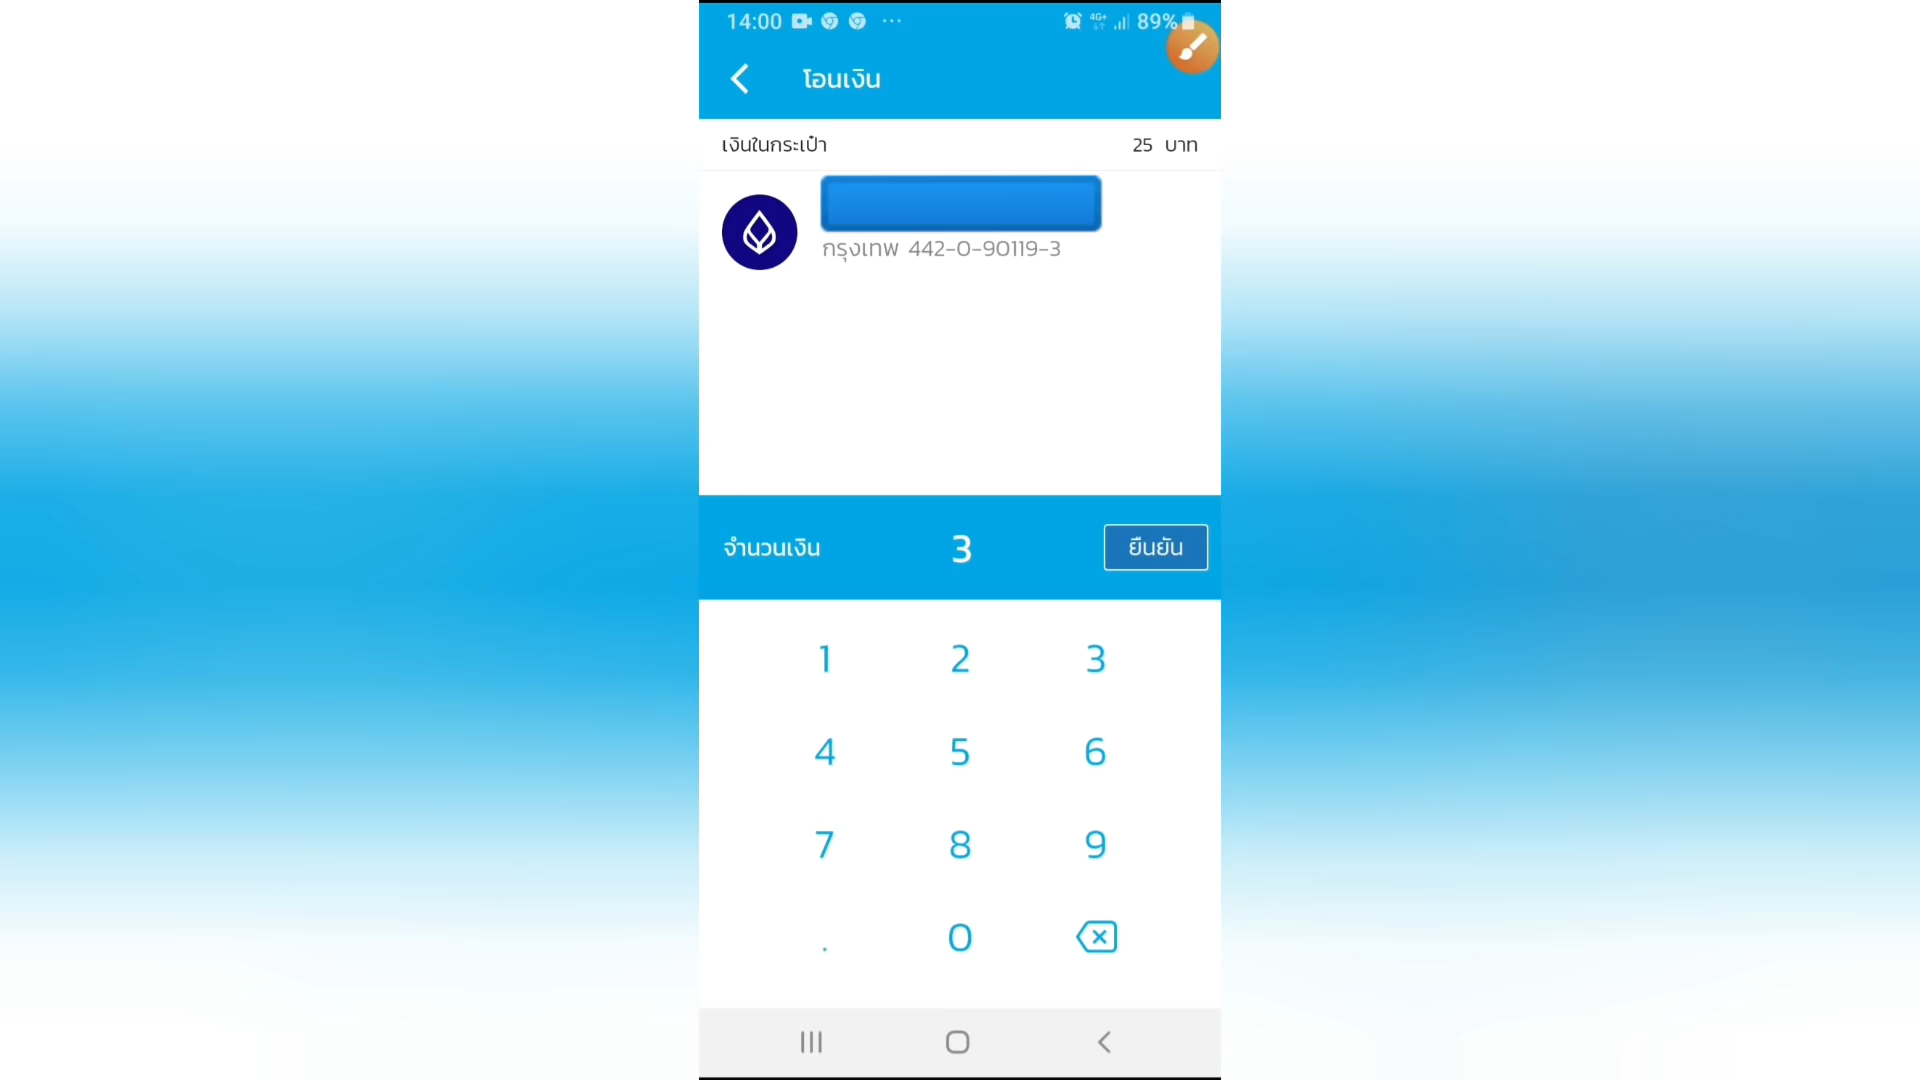 14:00 ... 4G+ 89%
โอนเงิน
เงินในกระเป๋า 25 บาท
กรุงเทพ 442-0-90119-3
จำนวนเงิน 3 ยืนยัน
1 2 3
4 5 6
7 8 9
. 0